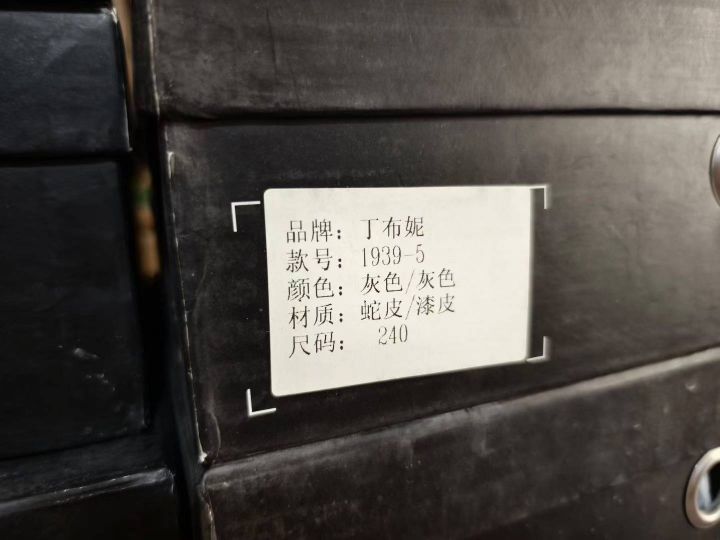 品牌：丁布妮
款号：1939-5
颜色：灰色/灰色
材质：蛇皮/漆皮
尺码： 240